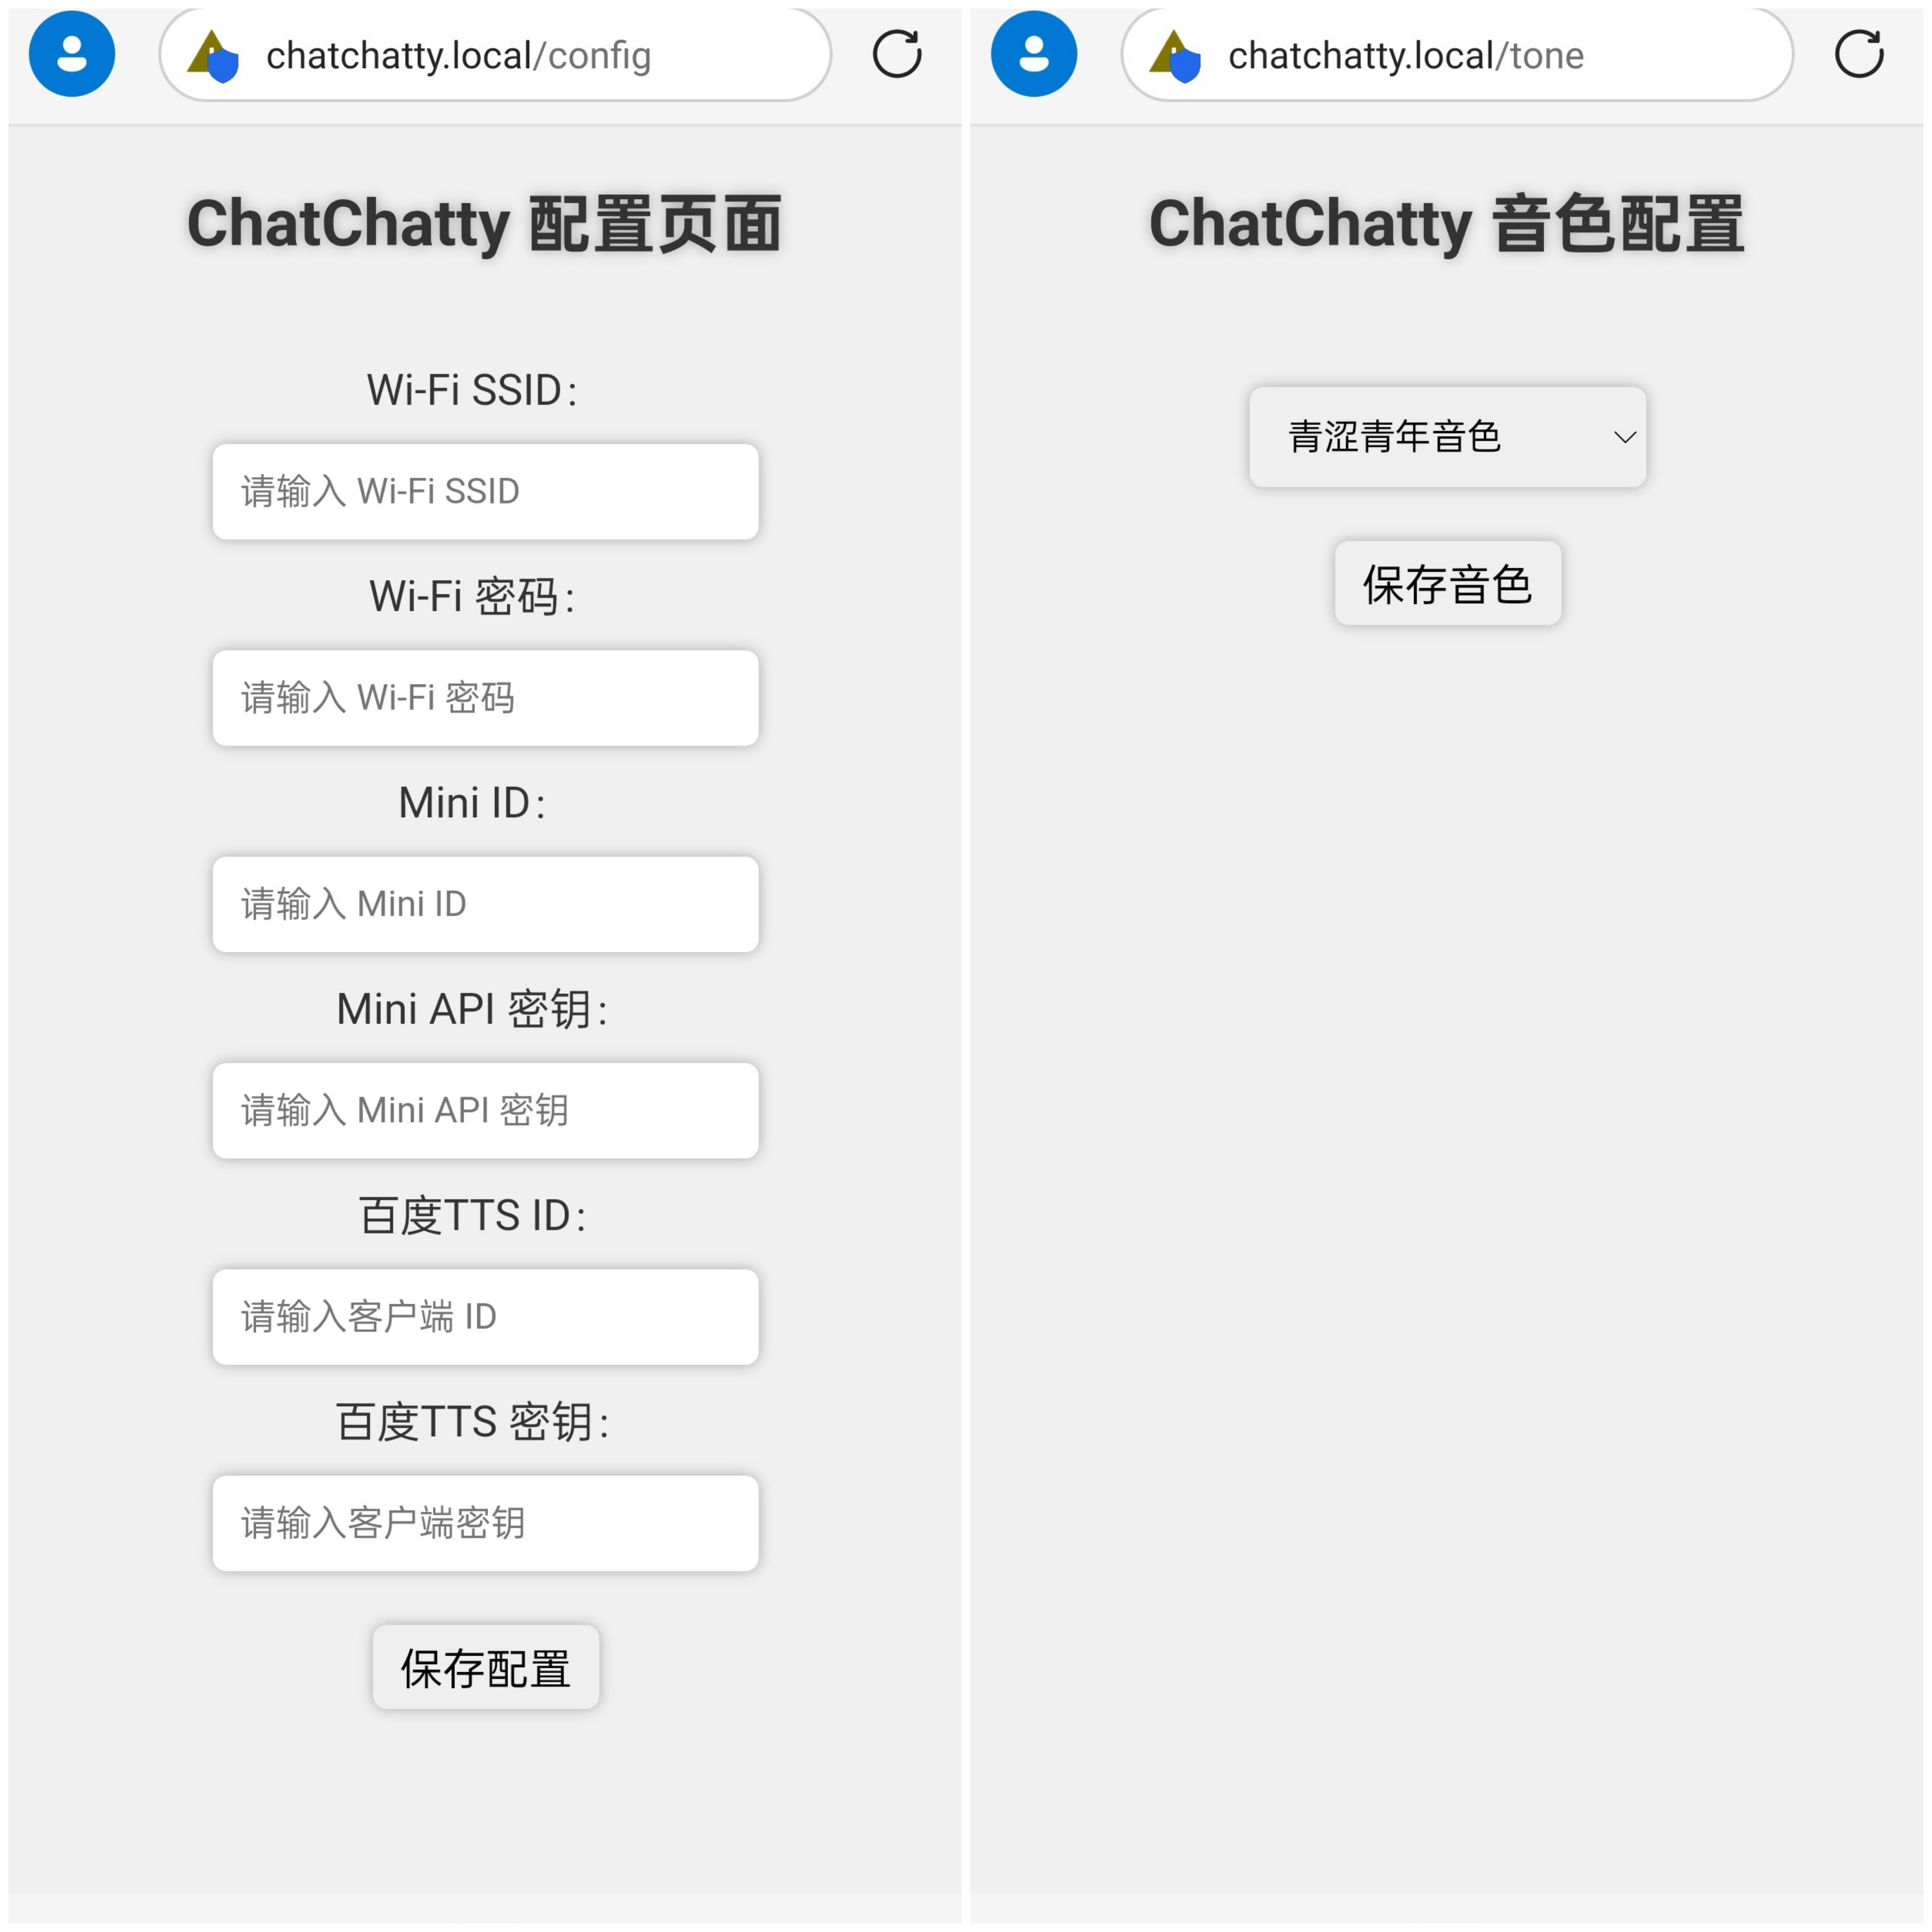 chatchatty.local/config
ChatChatty 配置页面
Wi-Fi SSID：
请输入 Wi-Fi SSID
Wi-Fi 密码：
请输入 Wi-Fi 密码
Mini ID：
请输入 Mini ID
Mini API 密钥：
请输入 Mini API 密钥
百度TTS ID：
请输入客户端 ID
百度TTS 密钥：
请输入客户端密钥
保存配置
chatchatty.local/tone
ChatChatty 音色配置
青涩青年音色
保存音色